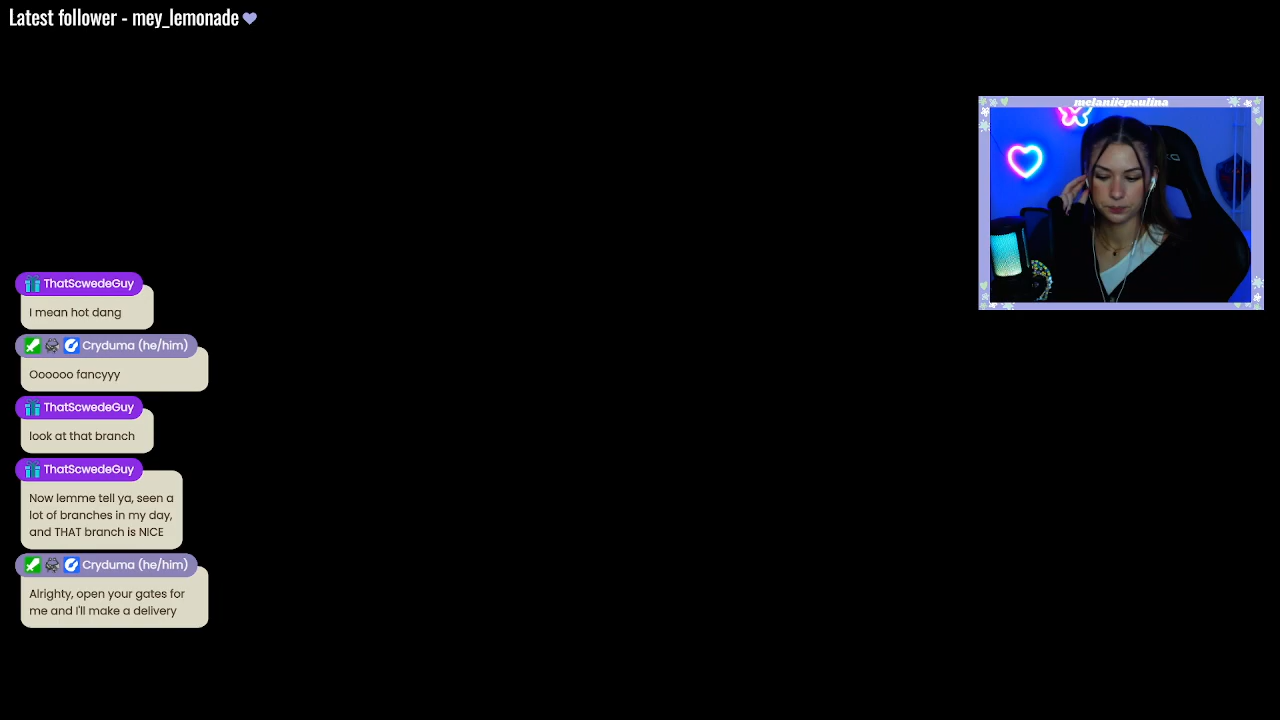 Latest follower - mey_lemonade
melaniiepaulina
ThatScwedeGuy
I mean hot dang
Cryduma (he/him)
Oooooo fancyyy
ThatScwedeGuy
look at that branch
ThatScwedeGuy
Now lemme tell ya, seen a
lot of branches in my day,
and THAT branch is NICE
Cryduma (he/him)
Alrighty, open your gates for
me and I'll make a delivery